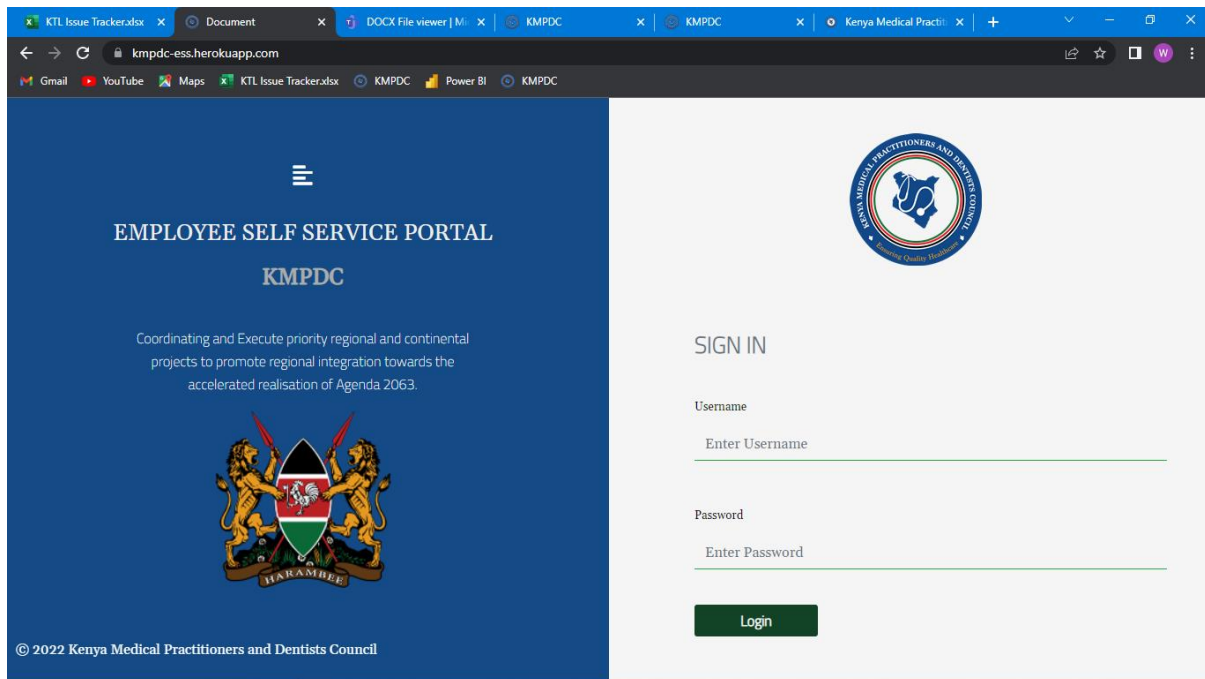 KTL Issue Tracker.xlsx
Document
DOCX File viewer | Mi
KMPDC
KMPDC
Kenya Medical Practiti
kmpdc-ess.herokuapp.com
W
Gmail YouTube Maps KTL Issue Tracker.xlsx KMPDC Power BI KMPDC
EMPLOYEE SELF SERVICE PORTAL
KMPDC
Coordinating and Execute priority regional and continental
projects to promote regional integration towards the
accelerated realisation of Agenda 2063.
HARAMBEE
© 2022 Kenya Medical Practitioners and Dentists Council
KENYA MEDICAL PRACTITIONERS AND DENTISTS COUNCIL
Ensuring Quality Healthcare
SIGN IN
Username
Enter Username
Password
Enter Password
Login